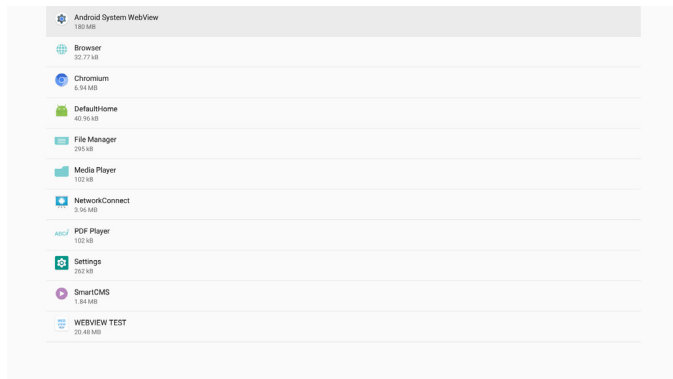 Android System WebView
180 MB
Browser
32.77 kB
Chromium
6.94 MB
DefaultHome
40.96 kB
File Manager
295 kB
Media Player
102 kB
NetworkConnect
3.96 MB
PDF Player
102 kB
Settings
262 kB
SmartCMS
1.84 MB
WEBVIEW TEST
20.48 MB